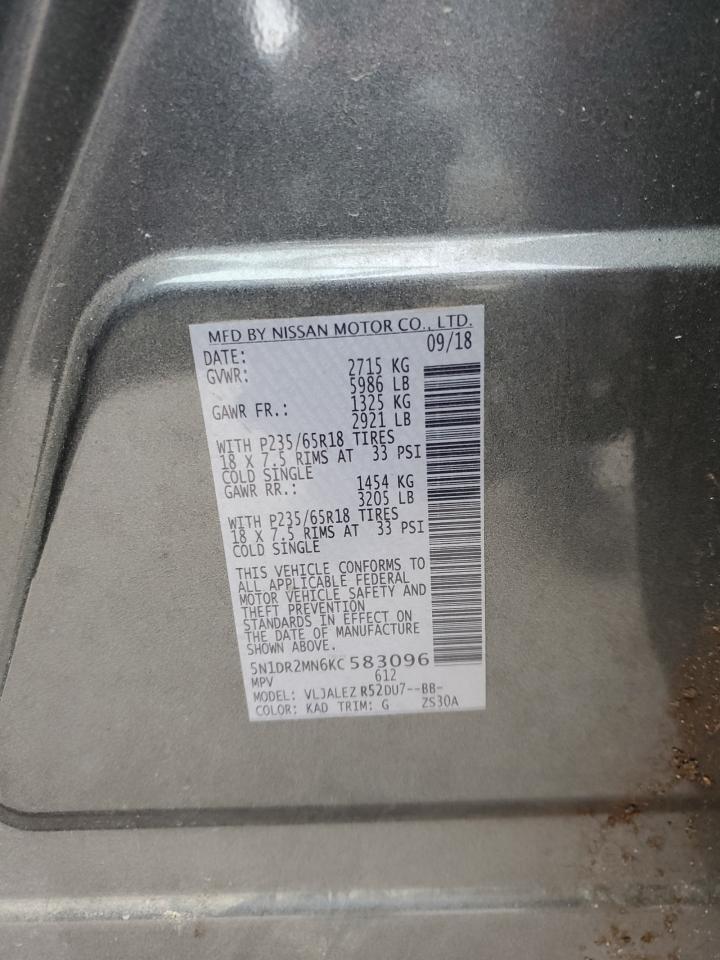 MFD BY NISSAN MOTOR CO., LTD.
DATE: 09/18
GVWR: 2715 KG
5986 LB
GAWR FR.: 1325 KG
2921 LB
WITH P235/65R18 TIRES
18 X 7.5 RIMS AT 33 PSI
COLD SINGLE
GAWR RR.: 1454 KG
3205 LB
WITH P235/65R18 TIRES
18 X 7.5 RIMS AT 33 PSI
COLD SINGLE
THIS VEHICLE CONFORMS TO
ALL APPLICABLE FEDERAL
MOTOR VEHICLE SAFETY AND
THEFT PREVENTION
STANDARDS IN EFFECT ON
THE DATE OF MANUFACTURE
SHOWN ABOVE.
5N1DR2MN6KC 583096
MPV 612
MODEL: VLJALEZ R52DU7--BB-
COLOR: KAD TRIM: G ZS30A